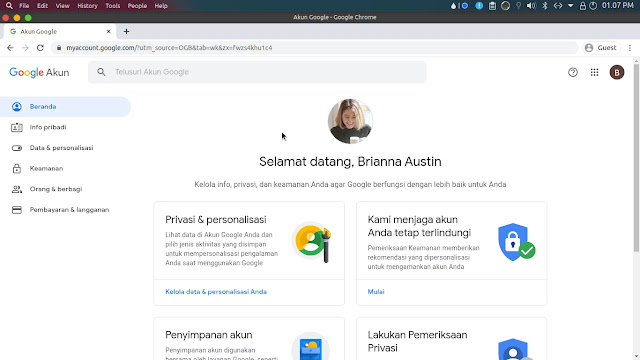 File Edit View History Tools People Help
01.07 PM
Akun Google - Google Chrome
Akun Google
myaccount.google.com/?utm_source=OGB&tab=wk&zx=fwzs4khu1c4
Guest
Google Akun
Telusuri Akun Google
B
Beranda
Info pribadi
Data & personalisasi
Keamanan
Orang & berbagi
Pembayaran & langganan
Selamat datang, Brianna Austin
Kelola info, privasi, dan keamanan Anda agar Google berfungsi dengan lebih baik untuk Anda
Privasi & personalisasi
Lihat data di Akun Google Anda dan
pilih jenis aktivitas yang disimpan
untuk mempersonalisasi pengalaman
Anda saat menggunakan Google
Kelola data & personalisasi Anda
Kami menjaga akun
Anda tetap terlindungi
Pemeriksaan Keamanan memberikan
rekomendasi yang dipersonalisasi
untuk mengamankan akun Anda
Mulai
Penyimpanan akun
Penyimpanan akun digunakan
bersama oleh layanan Google, seperti
Lakukan Pemeriksaan
Privasi